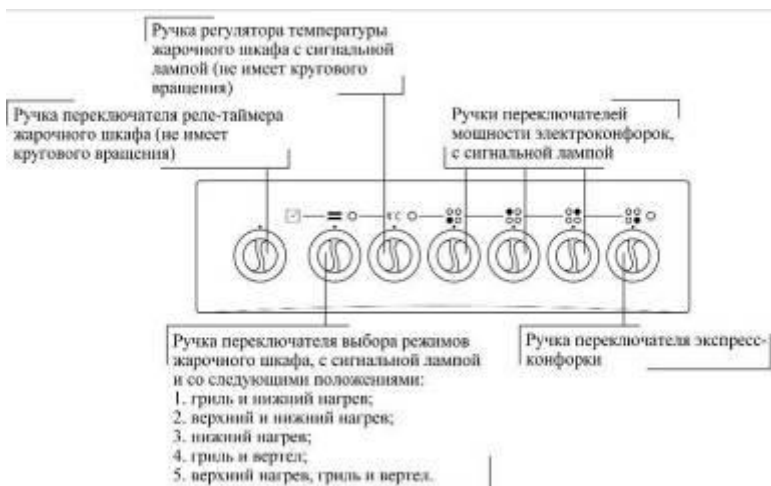 Ручка регулятора температуры
жарочного шкафа с сигнальной
лампой (не имеет кругового
вращения)
Ручка переключателя реле-таймера
жарочного шкафа (не имеет
кругового вращения)
Ручки переключателей
мощности электроконфорок,
с сигнальной лампой
°C
Ручка переключателя выбора режимов
жарочного шкафа, с сигнальной лампой
и со следующими положениями:
1. гриль и нижний нагрев;
2. верхний и нижний нагрев;
3. нижний нагрев;
4. гриль и вертел;
5. верхний нагрев, гриль и вертел.
Ручка переключателя экспресс-
конфорки